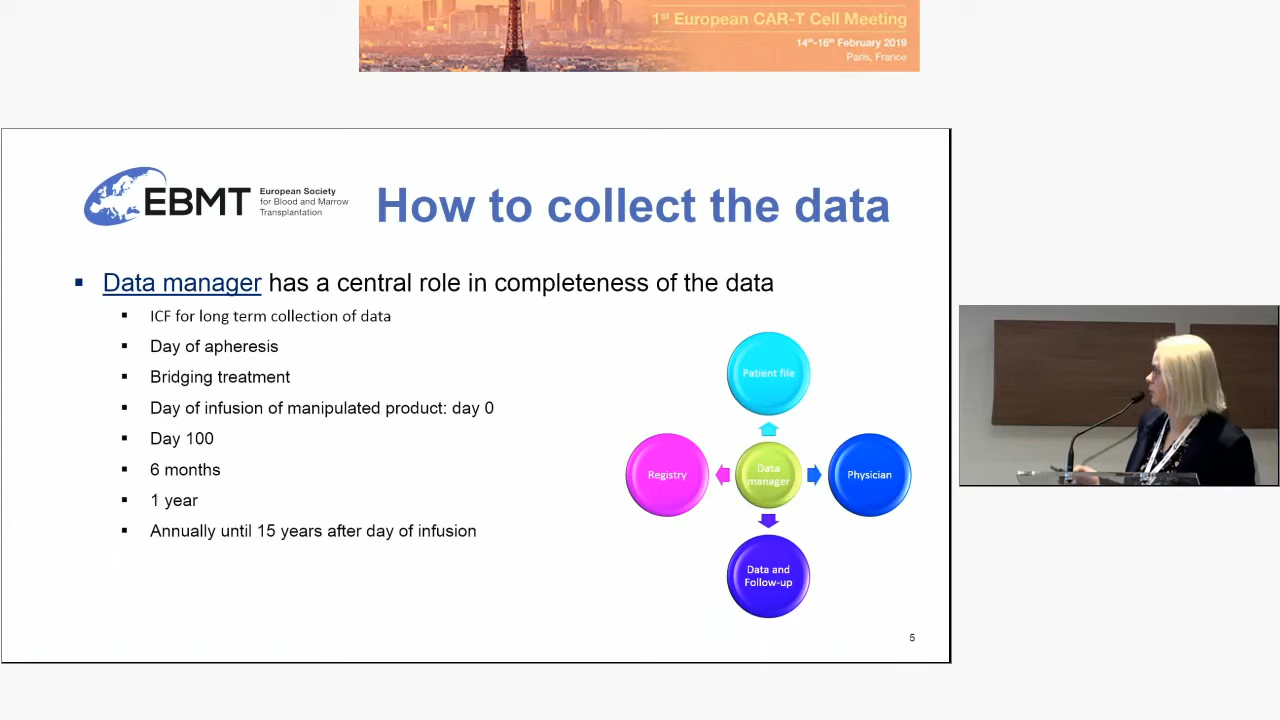 1st European CAR-T Cell Meeting
14th-16th February 2019
Paris, France
EBMT
European Society
for Blood and Marrow
Transplantation
How to collect the data
Data manager has a central role in completeness of the data
ICF for long term collection of data
Day of apheresis
Bridging treatment
Day of infusion of manipulated product: day 0
Day 100
6 months
1 year
Annually until 15 years after day of infusion
Patient file
Registry
Data
manager
Physician
Data and
Follow-up
5